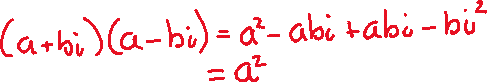 (a+bi)(a-bi) = a² - abi + abi - bi²
= a²